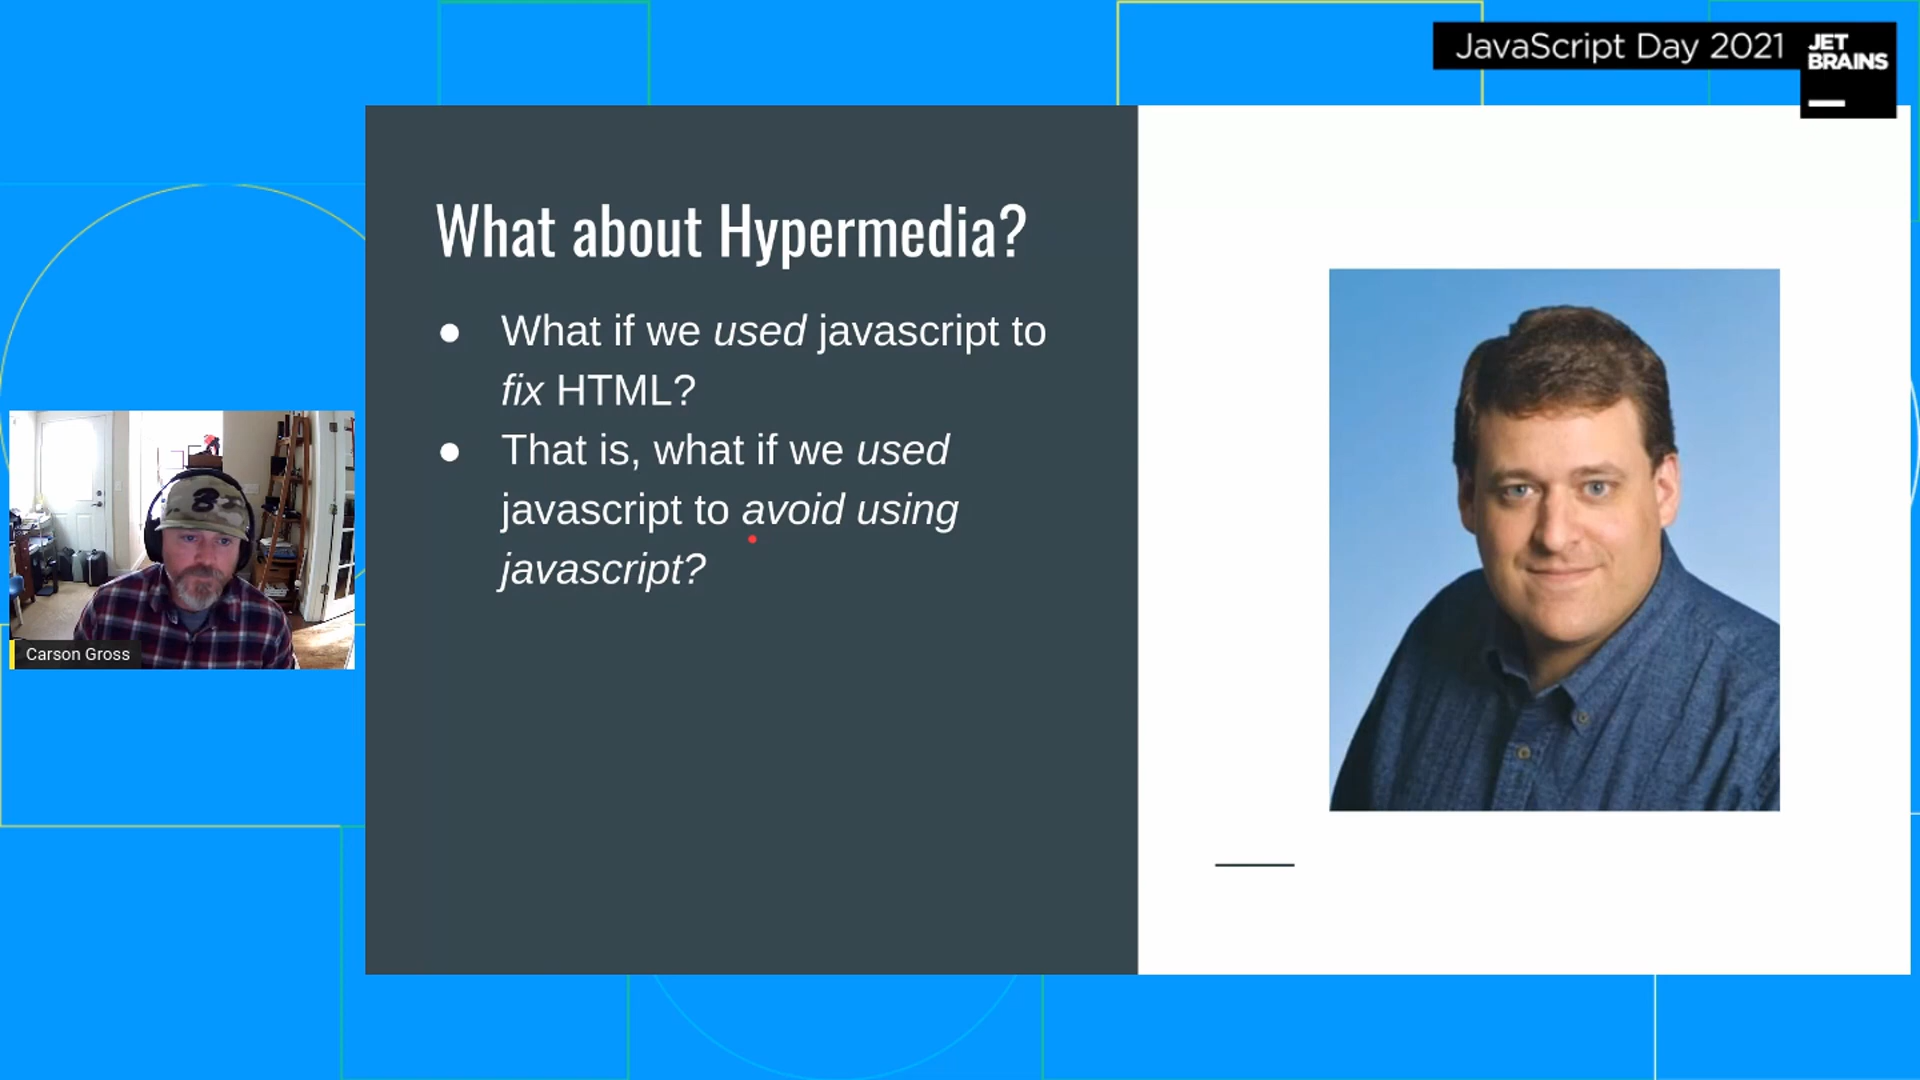 JavaScript Day 2021
JET
BRAINS
What about Hypermedia?
● What if we used javascript to
fix HTML?
● That is, what if we used
javascript to avoid using
javascript?
Carson Gross